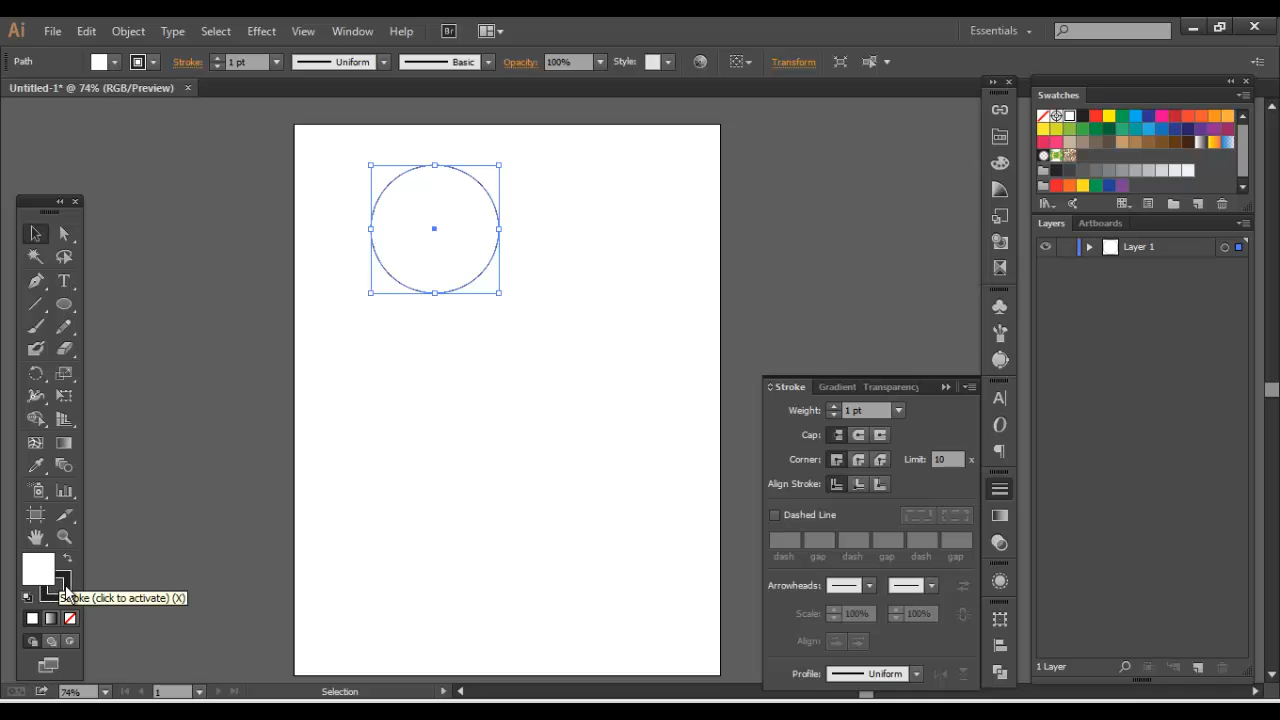 Ai File Edit Object Type Select Effect View Window Help Br Essentials
Path Stroke: 1 pt Uniform Basic Opacity: 100% Style: Transform
Untitled-1* @ 74% (RGB/Preview)
Swatches
Layers Artboards
Layer 1
Stroke Gradient Transparency
Weight: 1 pt
Cap:
Corner: Limit: 10 x
Align Stroke:
Dashed Line
dash gap dash gap dash gap
Arrowheads:
Scale: 100% 100%
Align:
Profile: Uniform
Stroke (click to activate) (X)
1 Layer
74% 1 Selection